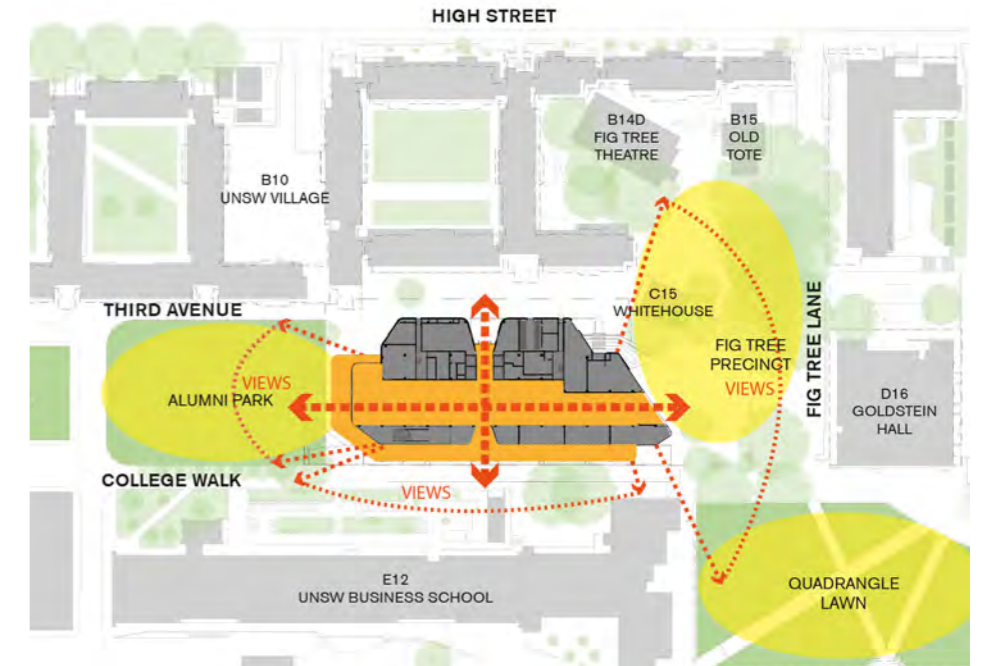 HIGH STREET
B14D
FIG TREE
THEATRE
B15
OLD
TOTE
B10
UNSW VILLAGE
C15
WHITEHOUSE
THIRD AVENUE
FIG TREE
PRECINCT
VIEWS
FIG TREE LANE
VIEWS
ALUMNI PARK
D16
GOLDSTEIN
HALL
COLLEGE WALK
VIEWS
E12
UNSW BUSINESS SCHOOL
QUADRANGLE
LAWN